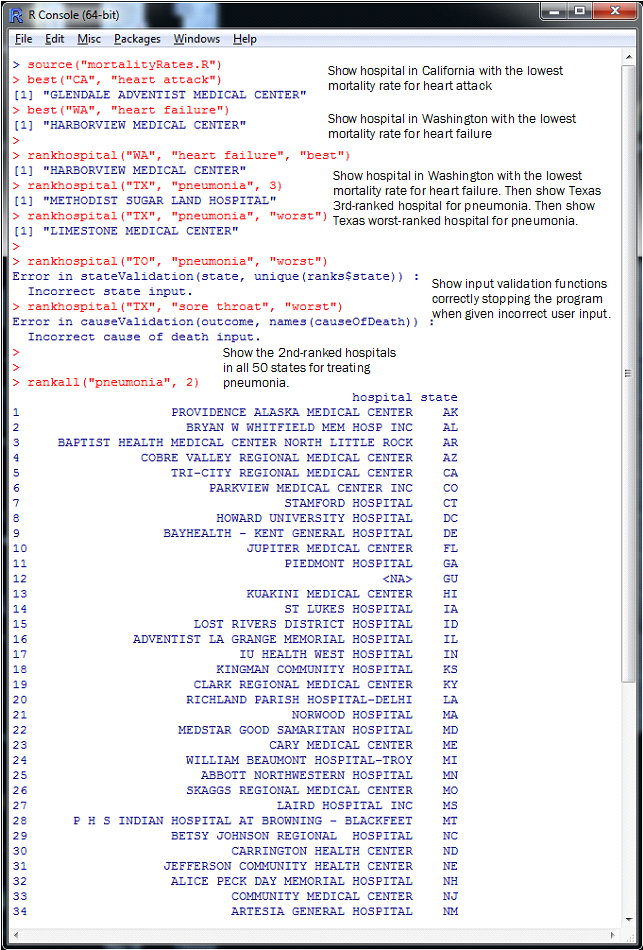 R Console (64-bit)
File Edit Misc Packages Windows Help
> source("mortalityRates.R")
> best("CA", "heart attack")
[1] "GLENDALE ADVENTIST MEDICAL CENTER"
Show hospital in California with the lowest
mortality rate for heart attack
> best("WA", "heart failure")
[1] "HARBORVIEW MEDICAL CENTER"
>
Show hospital in Washington with the lowest
mortality rate for heart failure
> rankhospital("WA", "heart failure", "best")
[1] "HARBORVIEW MEDICAL CENTER"
> rankhospital("TX", "pneumonia", 3)
[1] "METHODIST SUGAR LAND HOSPITAL"
> rankhospital("TX", "pneumonia", "worst")
[1] "LIMESTONE MEDICAL CENTER"
>
Show hospital in Washington with the lowest
mortality rate for heart failure. Then show Texas
3rd-ranked hospital for pneumonia. Then show
Texas worst-ranked hospital for pneumonia.
> rankhospital("TO", "pneumonia", "worst")
Error in stateValidation(state, unique(ranks$state)) :
Incorrect state input.
> rankhospital("TX", "sore throat", "worst")
Error in causeValidation(outcome, names(causeOfDeath)) :
Incorrect cause of death input.
>
>
Show input validation functions
correctly stopping the program
when given incorrect user input.
Show the 2nd-ranked hospitals
in all 50 states for treating
pneumonia.
> rankall("pneumonia", 2)
hospital state
1 PROVIDENCE ALASKA MEDICAL CENTER AK
2 BRYAN W WHITFIELD MEM HOSP INC AL
3 BAPTIST HEALTH MEDICAL CENTER NORTH LITTLE ROCK AR
4 COBRE VALLEY REGIONAL MEDICAL CENTER AZ
5 TRI-CITY REGIONAL MEDICAL CENTER CA
6 PARKVIEW MEDICAL CENTER INC CO
7 STAMFORD HOSPITAL CT
8 HOWARD UNIVERSITY HOSPITAL DC
9 BAYHEALTH - KENT GENERAL HOSPITAL DE
10 JUPITER MEDICAL CENTER FL
11 PIEDMONT HOSPITAL GA
12 <NA> GU
13 KUAKINI MEDICAL CENTER HI
14 ST LUKES HOSPITAL IA
15 LOST RIVERS DISTRICT HOSPITAL ID
16 ADVENTIST LA GRANGE MEMORIAL HOSPITAL IL
17 IU HEALTH WEST HOSPITAL IN
18 KINGMAN COMMUNITY HOSPITAL KS
19 CLARK REGIONAL MEDICAL CENTER KY
20 RICHLAND PARISH HOSPITAL-DELHI LA
21 NORWOOD HOSPITAL MA
22 MEDSTAR GOOD SAMARITAN HOSPITAL MD
23 CARY MEDICAL CENTER ME
24 WILLIAM BEAUMONT HOSPITAL-TROY MI
25 ABBOTT NORTHWESTERN HOSPITAL MN
26 SKAGGS REGIONAL MEDICAL CENTER MO
27 LAIRD HOSPITAL INC MS
28 P H S INDIAN HOSPITAL AT BROWNING - BLACKFEET MT
29 BETSY JOHNSON REGIONAL HOSPITAL NC
30 CARRINGTON HEALTH CENTER ND
31 JEFFERSON COMMUNITY HEALTH CENTER NE
32 ALICE PECK DAY MEMORIAL HOSPITAL NH
33 COMMUNITY MEDICAL CENTER NJ
34 ARTESIA GENERAL HOSPITAL NM